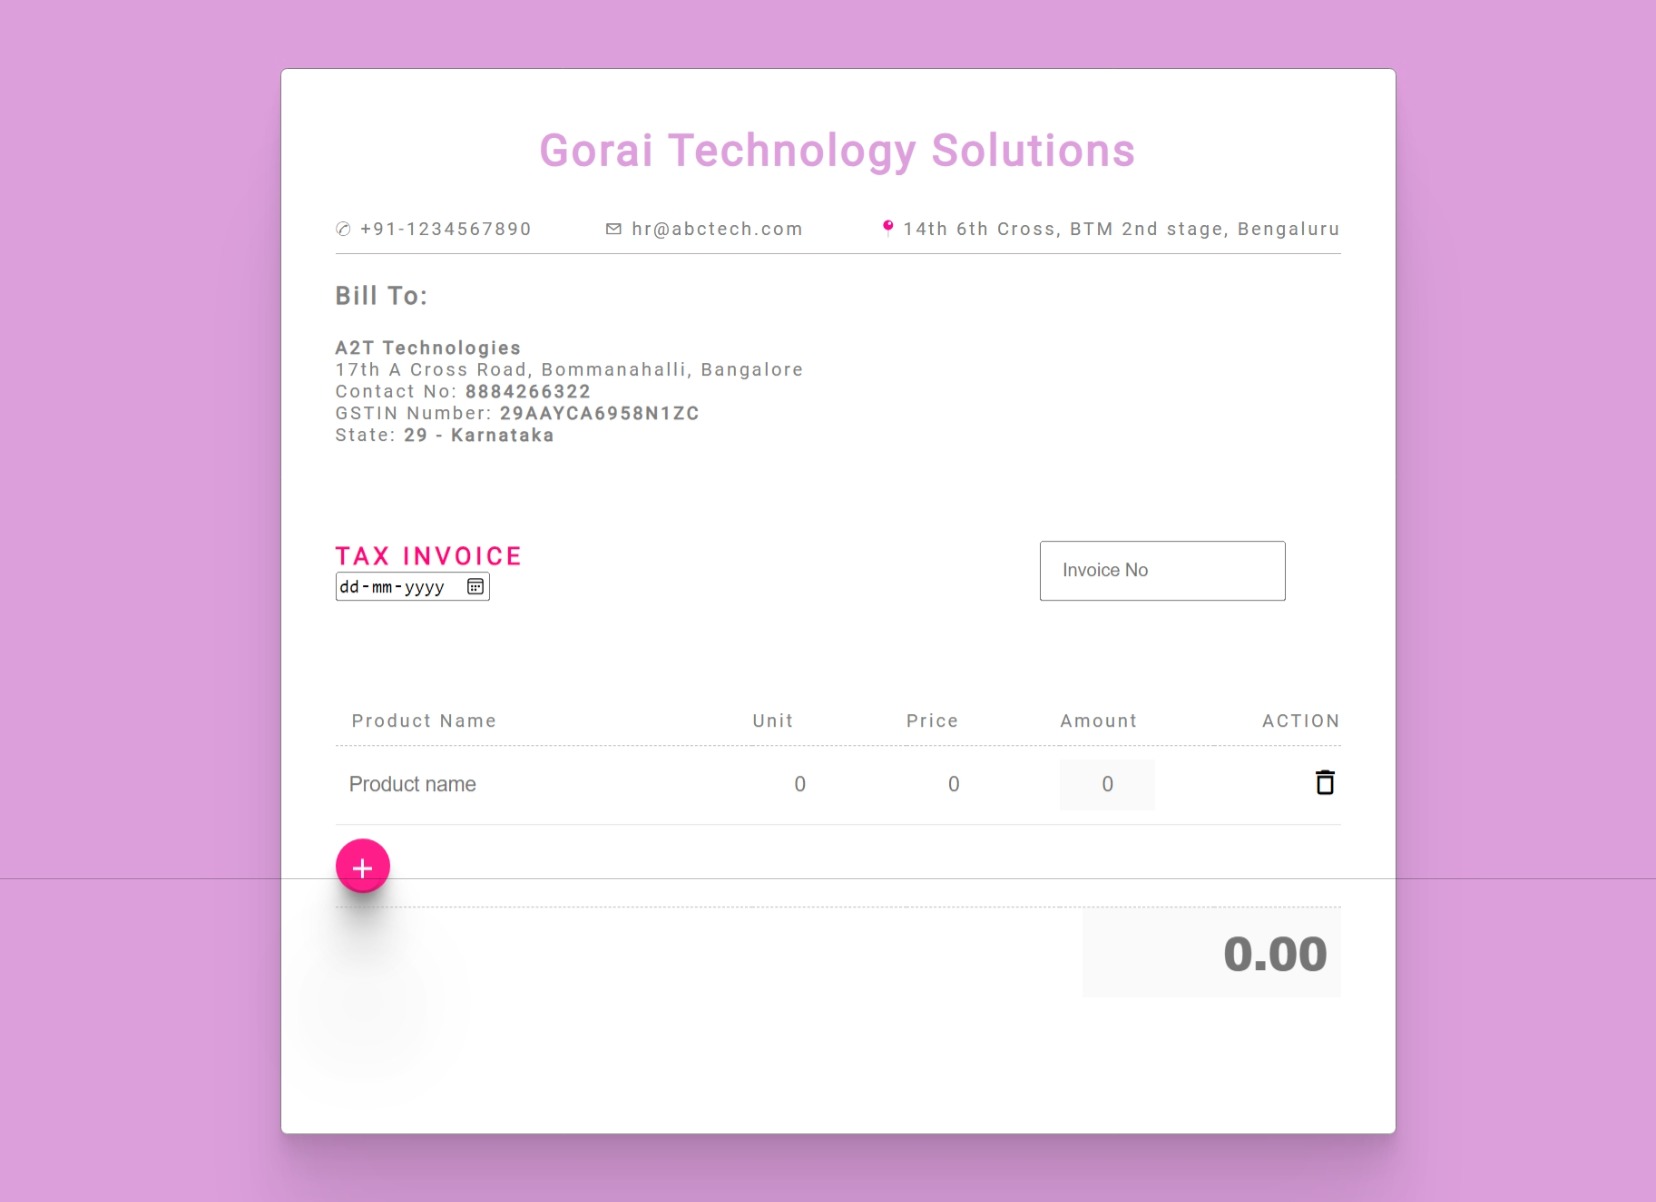 Gorai Technology Solutions
✆ +91-1234567890 hr@abctech.com 14th 6th Cross, BTM 2nd stage, Bengaluru
Bill To:
A2T Technologies
17th A Cross Road, Bommanahalli, Bangalore
Contact No: 8884266322
GSTIN Number: 29AAYCA6958N1ZC
State: 29 - Karnataka
TAX INVOICE
dd-mm-yyyy
Invoice No
Product Name Unit Price Amount ACTION
Product name 0 0 0
+
0.00